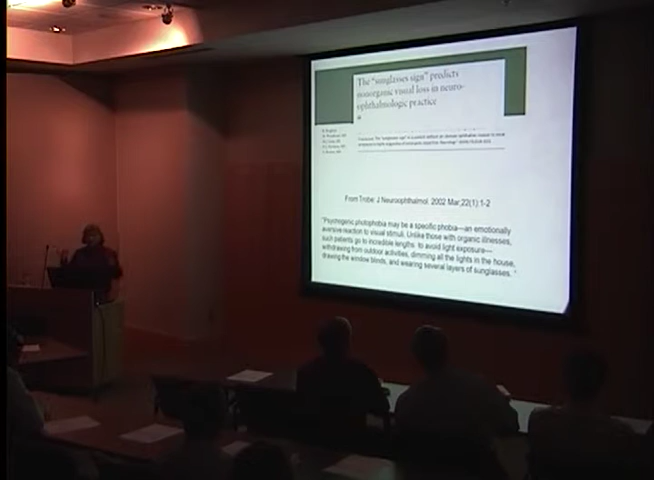 The "sunglasses sign" predicts
nonorganic visual loss in neuro-
ophthalmologic practice
From Trobe: J Neuroophthalmol. 2002 Mar;22(1):1-2
"Psychogenic photophobia may be a specific phobia—an emotionally
aversive reaction to visual stimuli. Unlike those with organic illnesses,
such patients go to incredible lengths to avoid light exposure—
withdrawing from outdoor activities, dimming all the lights in the house,
drawing the window blinds, and wearing several layers of sunglasses."